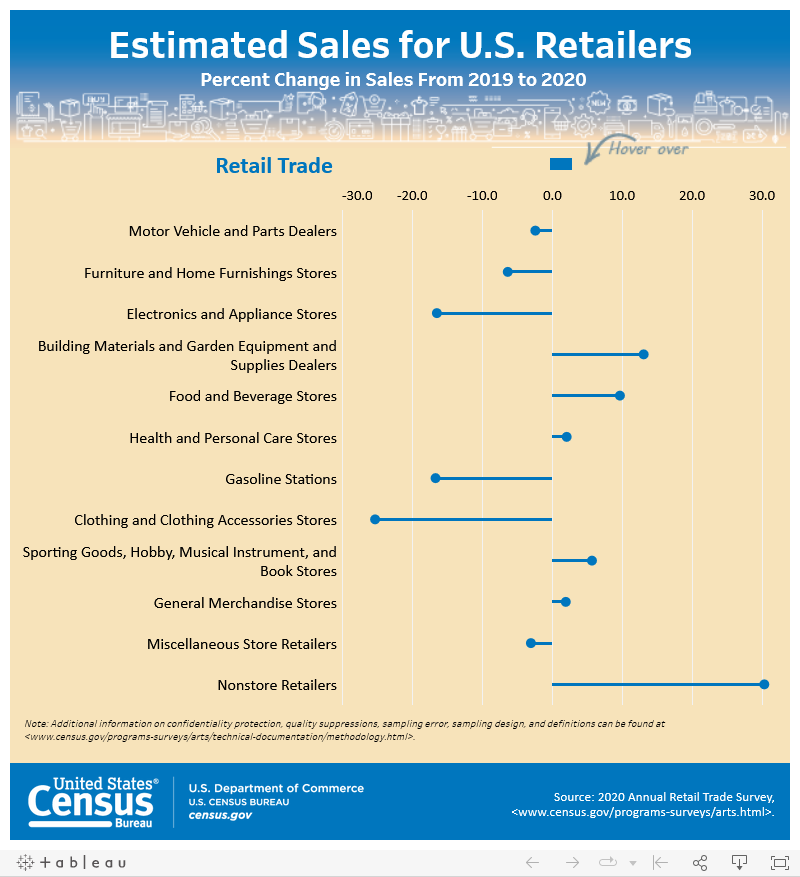 Estimated Sales for U.S. Retailers
Percent Change in Sales From 2019 to 2020
BUY
NEW
Hover over
Retail Trade
-30.0 -20.0 -10.0 0.0 10.0 20.0 30.0
Motor Vehicle and Parts Dealers
Furniture and Home Furnishings Stores
Electronics and Appliance Stores
Building Materials and Garden Equipment and
Supplies Dealers
Food and Beverage Stores
Health and Personal Care Stores
Gasoline Stations
Clothing and Clothing Accessories Stores
Sporting Goods, Hobby, Musical Instrument, and
Book Stores
General Merchandise Stores
Miscellaneous Store Retailers
Nonstore Retailers
Note: Additional information on confidentiality protection, quality suppressions, sampling error, sampling design, and definitions can be found at
<www.census.gov/programs-surveys/arts/technical-documentation/methodology.html>.
United States®
Census
Bureau
U.S. Department of Commerce
U.S. CENSUS BUREAU
census.gov
Source: 2020 Annual Retail Trade Survey,
<www.census.gov/programs-surveys/arts.html>.
+ableau